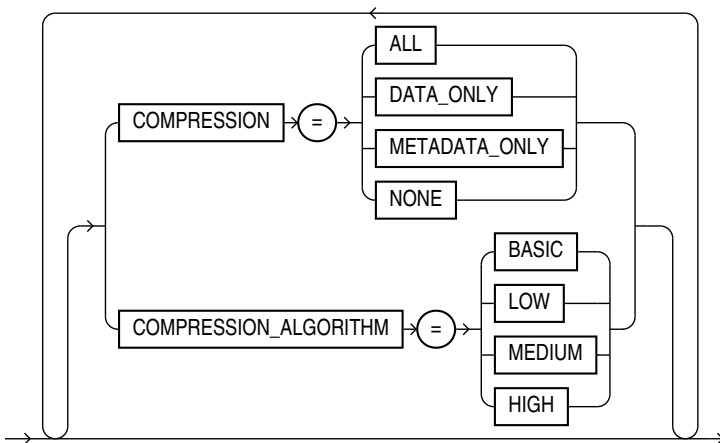 ALL
DATA_ONLY
COMPRESSION =
METADATA_ONLY
NONE
BASIC
LOW
COMPRESSION_ALGORITHM =
MEDIUM
HIGH